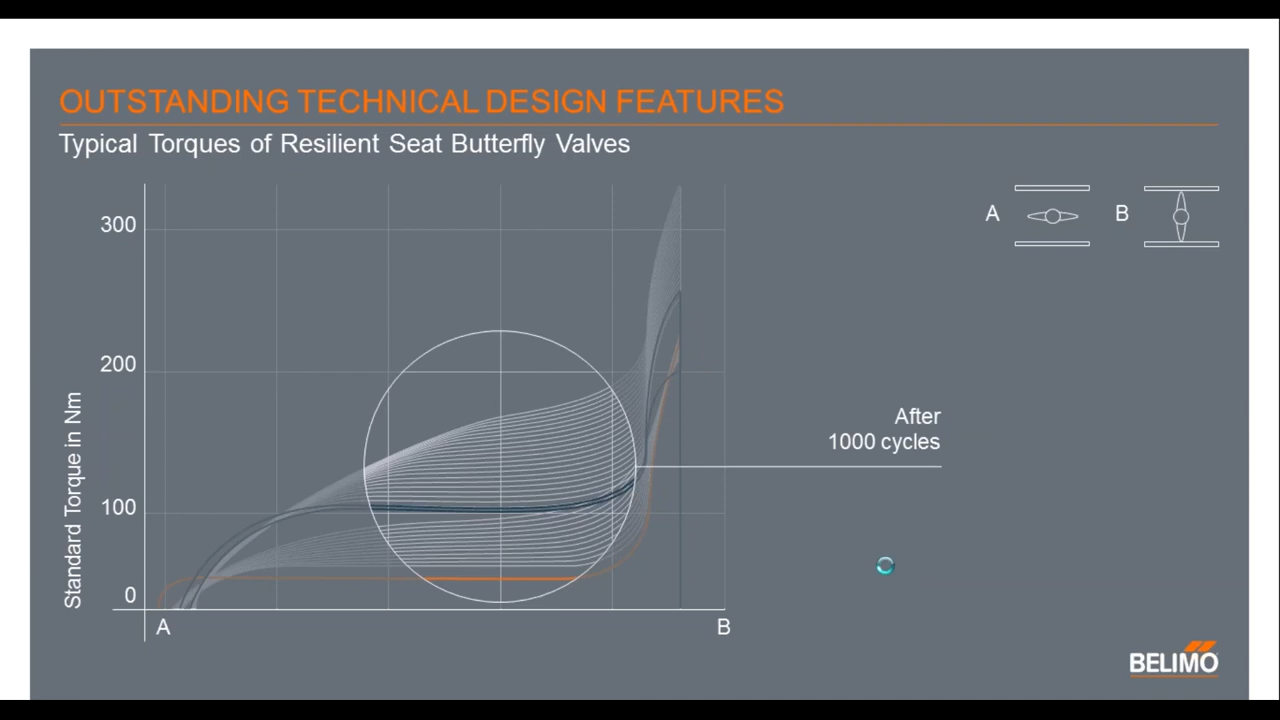 OUTSTANDING TECHNICAL DESIGN FEATURES
Typical Torques of Resilient Seat Butterfly Valves
300
200
100
0
Standard Torque in Nm
A
B
A
B
After
1000 cycles
BELIMO